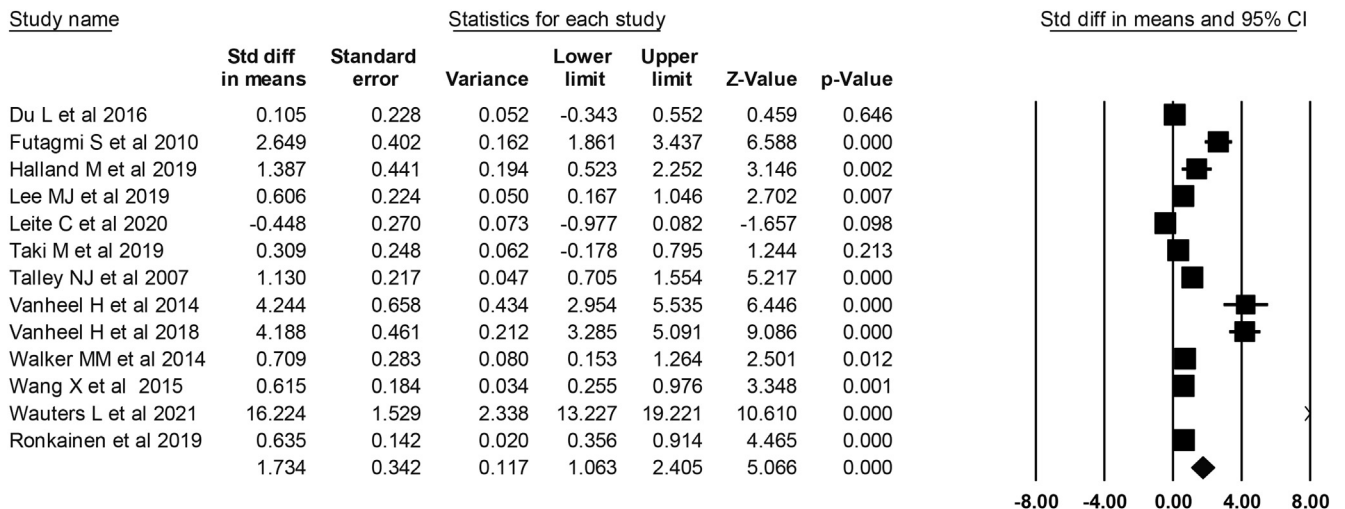 Study name Statistics for each study Std diff in means and 95% CI
Std diff Standard Lower Upper
in means error Variance limit limit Z-Value p-Value
Du L et al 2016 0.105 0.228 0.052 -0.343 0.552 0.459 0.646
Futagmi S et al 2010 2.649 0.402 0.162 1.861 3.437 6.588 0.000
Halland M et al 2019 1.387 0.441 0.194 0.523 2.252 3.146 0.002
Lee MJ et al 2019 0.606 0.224 0.050 0.167 1.046 2.702 0.007
Leite C et al 2020 -0.448 0.270 0.073 -0.977 0.082 -1.657 0.098
Taki M et al 2019 0.309 0.248 0.062 -0.178 0.795 1.244 0.213
Talley NJ et al 2007 1.130 0.217 0.047 0.705 1.554 5.217 0.000
Vanheel H et al 2014 4.244 0.658 0.434 2.954 5.535 6.446 0.000
Vanheel H et al 2018 4.188 0.461 0.212 3.285 5.091 9.086 0.000
Walker MM et al 2014 0.709 0.283 0.080 0.153 1.264 2.501 0.012
Wang X et al 2015 0.615 0.184 0.034 0.255 0.976 3.348 0.001
Wauters L et al 2021 16.224 1.529 2.338 13.227 19.221 10.610 0.000
Ronkainen et al 2019 0.635 0.142 0.020 0.356 0.914 4.465 0.000
1.734 0.342 0.117 1.063 2.405 5.066 0.000
-8.00 -4.00 0.00 4.00 8.00